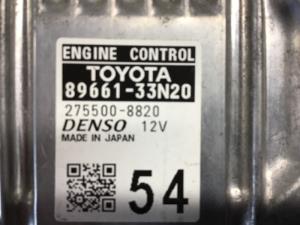 ENGINE CONTROL
TOYOTA
89661-33N20
275500-8820
DENSO 12V
MADE IN JAPAN
54